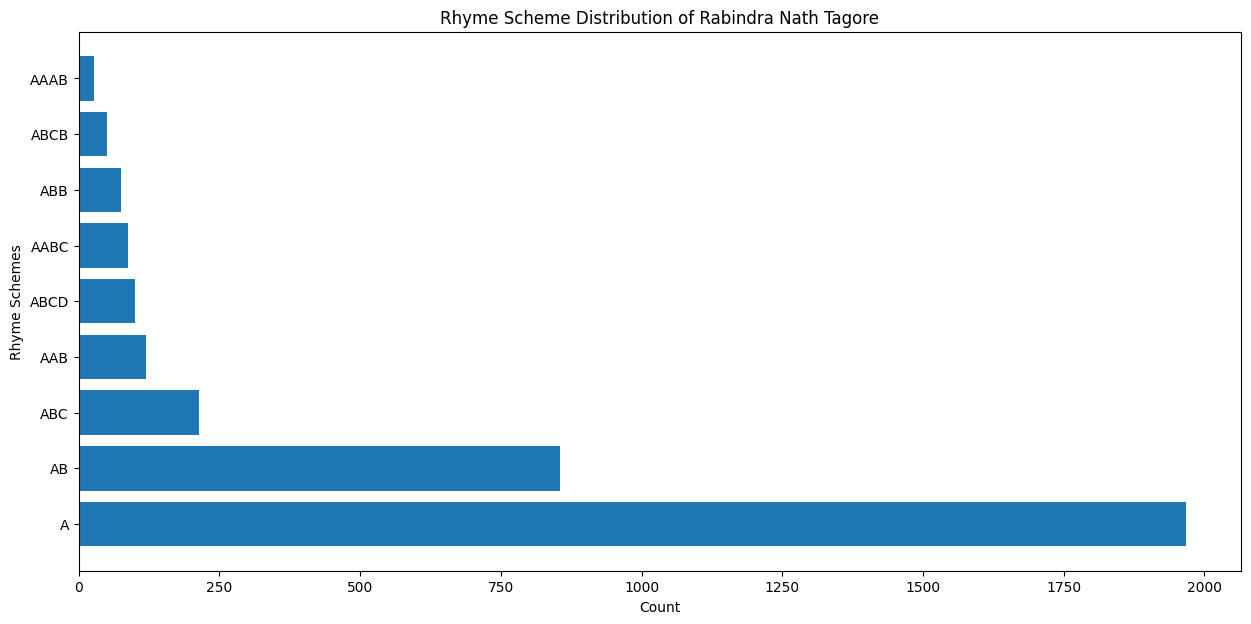 Rhyme Scheme Distribution of Rabindra Nath Tagore
Rhyme Schemes
AAAB
ABCB
ABB
AABC
ABCD
AAB
ABC
AB
A
0 250 500 750 1000 1250 1500 1750 2000
Count